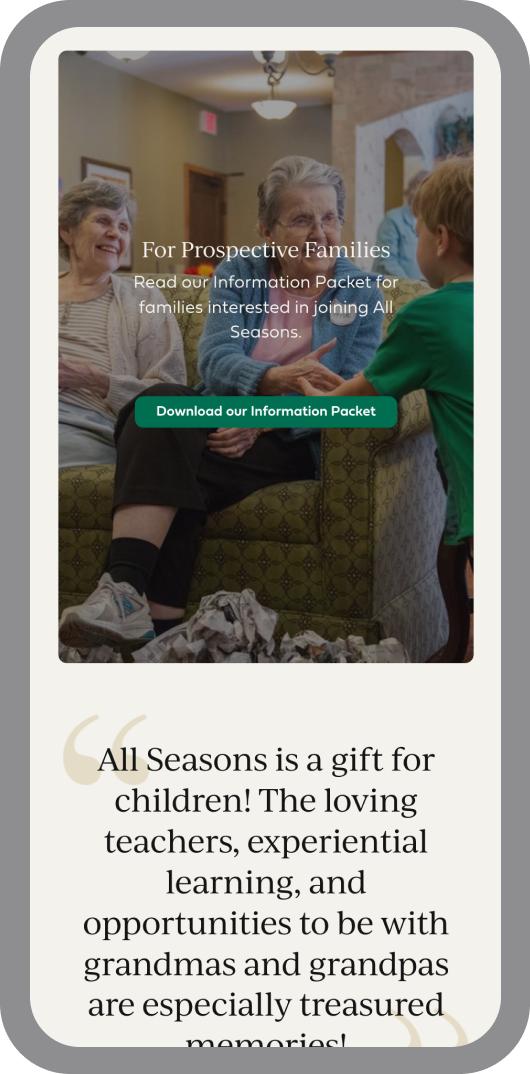 For Prospective Families
Read our Information Packet for
families interested in joining All
Seasons.
Download our Information Packet
“
All Seasons is a gift for
children! The loving
teachers, experiential
learning, and
opportunities to be with
grandmas and grandpas
are especially treasured
memories!
”